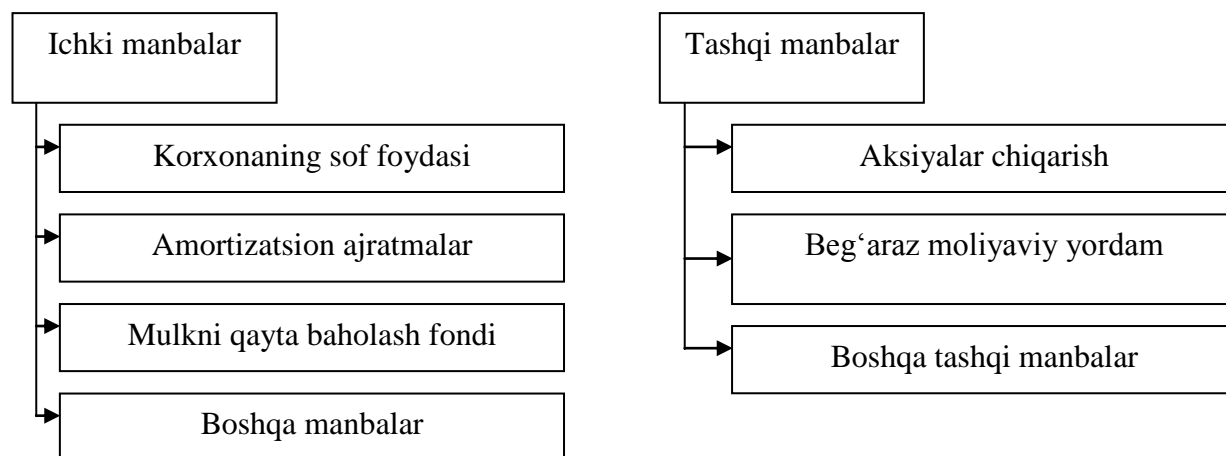 Ichki manbalar
Korxonaning sof foydasi
Amortizatsion ajratmalar
Mulkni qayta baholash fondi
Boshqa manbalar
Tashqi manbalar
Aksiyalar chiqarish
Beg‘araz moliyaviy yordam
Boshqa tashqi manbalar